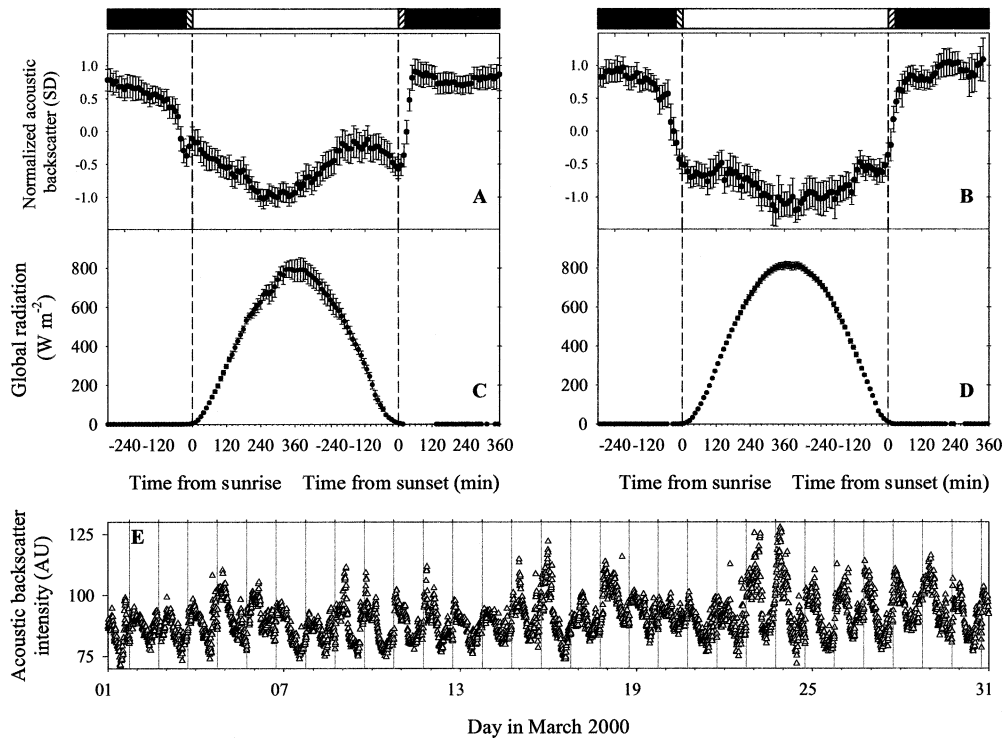 Normalized acoustic
backscatter (SD)
1.0
0.5
0.0
-0.5
-1.0
A
1.0
0.5
0.0
-0.5
-1.0
B
Global radiation
(W m-2)
800
600
400
200
0
C
800
600
400
200
0
D
-240 -120 0 120 240 360 -240 -120 0 120 240 360
-240 -120 0 120 240 360 -240 -120 0 120 240 360
Time from sunrise Time from sunset (min)
Time from sunrise Time from sunset (min)
Acoustic backscatter
intensity (AU)
125
100
75
E
01 07 13 19 25 31
Day in March 2000